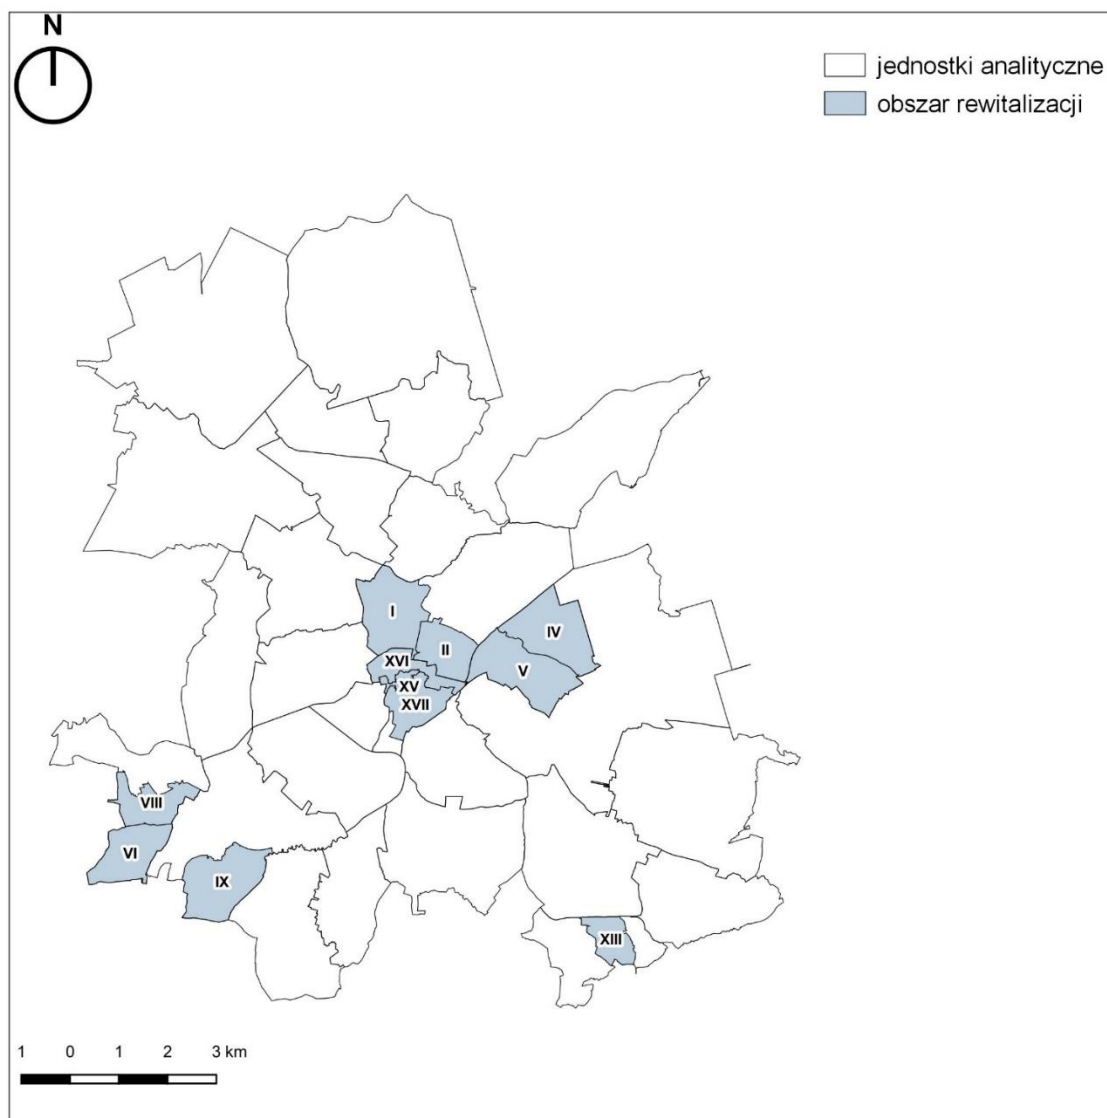 N
jednostki analityczne
obszar rewitalizacji
I
II
IV
XVI
V
XV
XVII
VIII
VI
IX
XIII
1 0 1 2 3 km